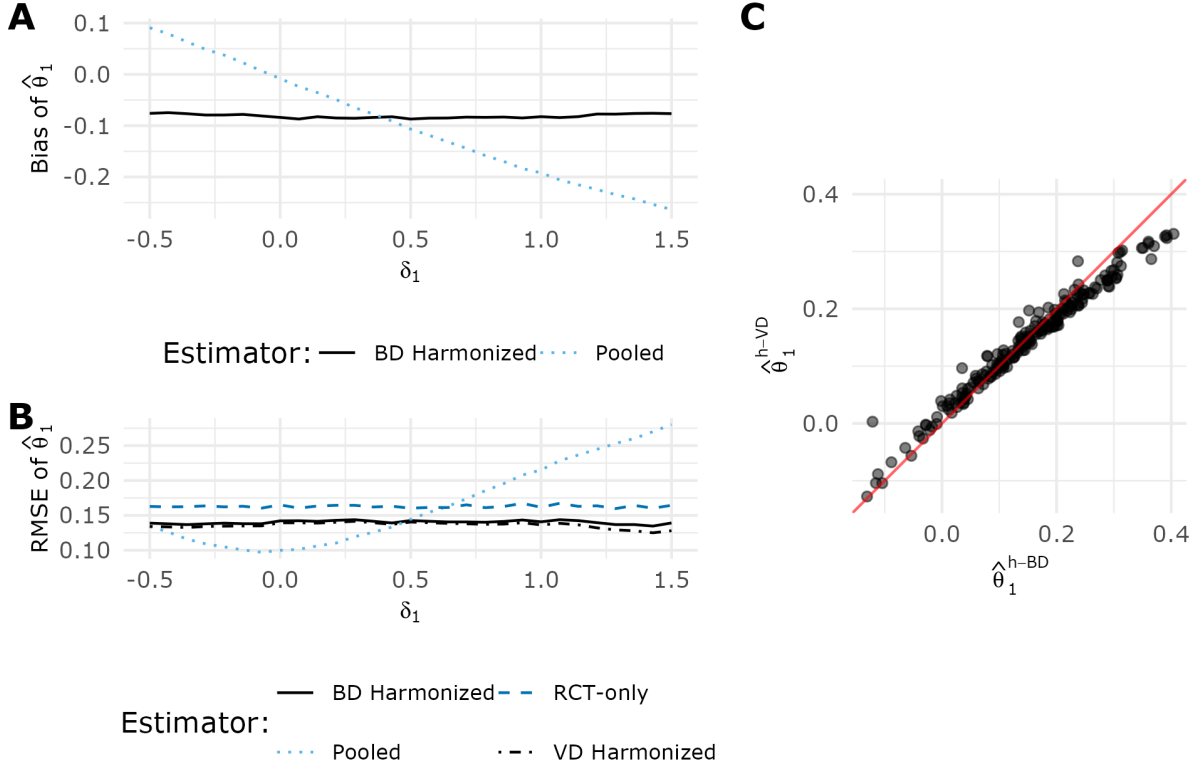 A
Bias of θ̂₁
0.1
0.0
-0.1
-0.2
-0.5 0.0 0.5 1.0 1.5
δ₁
Estimator: BD Harmonized Pooled
B
RMSE of θ̂₁
0.25
0.20
0.15
0.10
-0.5 0.0 0.5 1.0 1.5
δ₁
Estimator:
BD Harmonized RCT-only
Pooled VD Harmonized
C
θ̂₁ʰ⁻ⱽᴰ
0.4
0.2
0.0
0.0 0.2 0.4
θ̂₁ʰ⁻ᴮᴰ